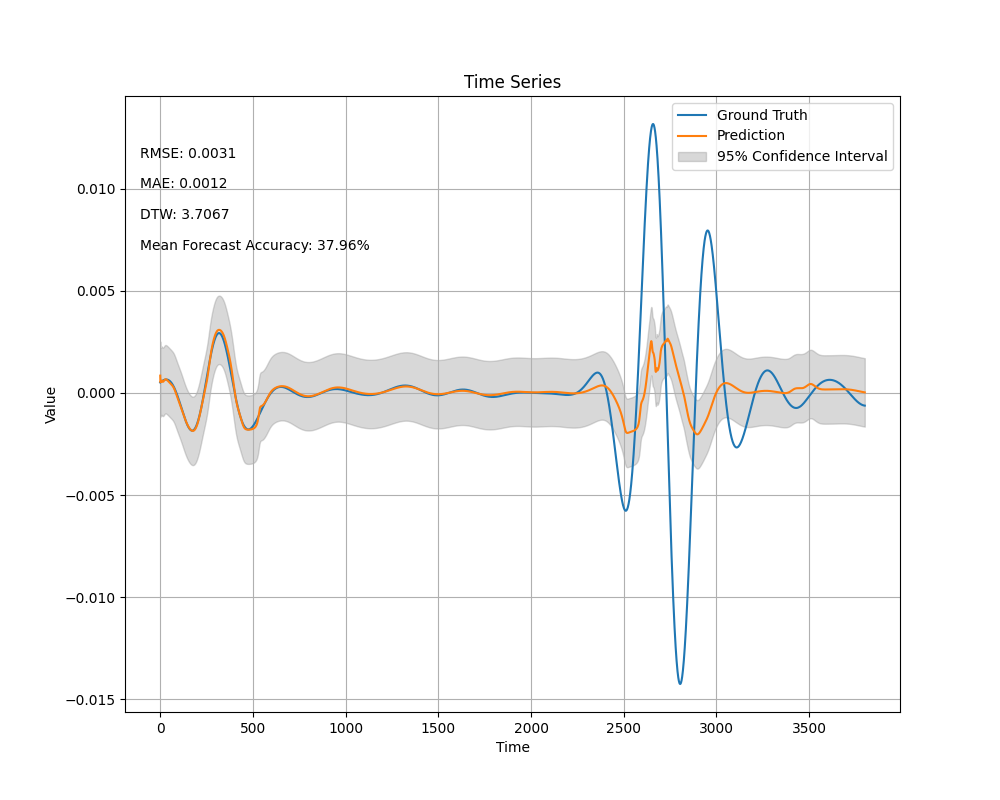 Time Series
Ground Truth
Prediction
95% Confidence Interval
RMSE: 0.0031
MAE: 0.0012
DTW: 3.7067
Mean Forecast Accuracy: 37.96%
Value
0.010
0.005
0.000
−0.005
−0.010
−0.015
0 500 1000 1500 2000 2500 3000 3500
Time